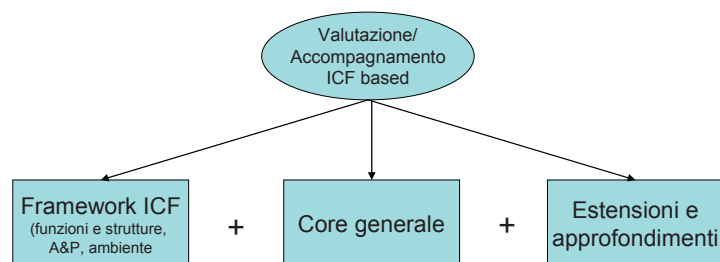 Valutazione/
Accompagnamento
ICF based
Framework ICF
(funzioni e strutture,
A&P, ambiente
+
Core generale
+
Estensioni e
approfondimenti